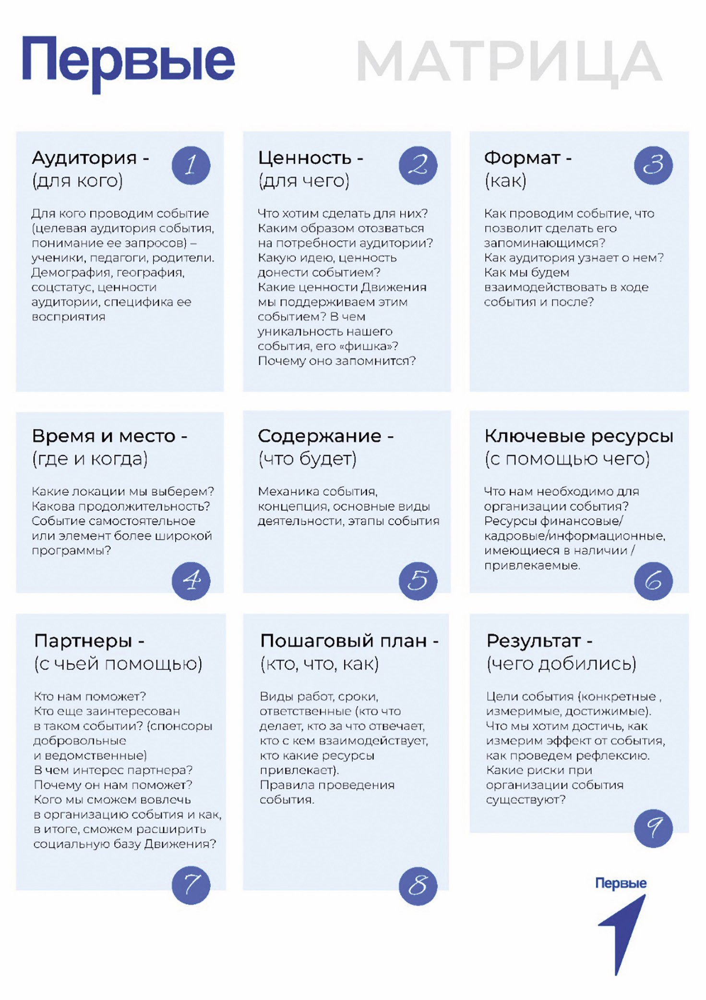 Первые
МАТРИЦА
Аудитория -
(для кого)
1
Для кого проводим событие
(целевая аудитория события,
понимание ее запросов) –
ученики, педагоги, родители.
Демография, география,
соцстатус, ценности
аудитории, специфика ее
восприятия
Ценность -
(для чего)
2
Что хотим сделать для них?
Каким образом отозваться
на потребности аудитории?
Какую идею, ценность
донести событием?
Какие ценности Движения
мы поддерживаем этим
событием? В чем
уникальность нашего
события, его «фишка»?
Почему оно запомнится?
Формат -
(как)
3
Как проводим событие, что
позволит сделать его
запоминающимся?
Как аудитория узнает о нем?
Как мы будем
взаимодействовать в ходе
события и после?
Время и место -
(где и когда)
Какие локации мы выберем?
Какова продолжительность?
Событие самостоятельное
или элемент более широкой
программы?
4
Содержание -
(что будет)
Механика события,
концепция, основные виды
деятельности, этапы события
5
Ключевые ресурсы
(с помощью чего)
Что нам необходимо для
организации события?
Ресурсы финансовые/
кадровые/информационные,
имеющиеся в наличии /
привлекаемые.
6
Партнеры -
(с чьей помощью)
Кто нам поможет?
Кто еще заинтересован
в таком событии? (спонсоры
добровольные
и ведомственные)
В чем интерес партнера?
Почему он нам поможет?
Кого мы сможем вовлечь
в организацию события и как,
в итоге, сможем расширить
социальную базу Движения?
7
Пошаговый план -
(кто, что, как)
Виды работ, сроки,
ответственные (кто что
делает, кто за что отвечает,
кто с кем взаимодействует,
кто какие ресурсы
привлекает).
Правила проведения
события.
8
Результат -
(чего добились)
Цели события (конкретные ,
измеримые, достижимые).
Что мы хотим достичь, как
измерим эффект от события,
как проведем рефлексию.
Какие риски при
организации события
существуют?
9
Первые